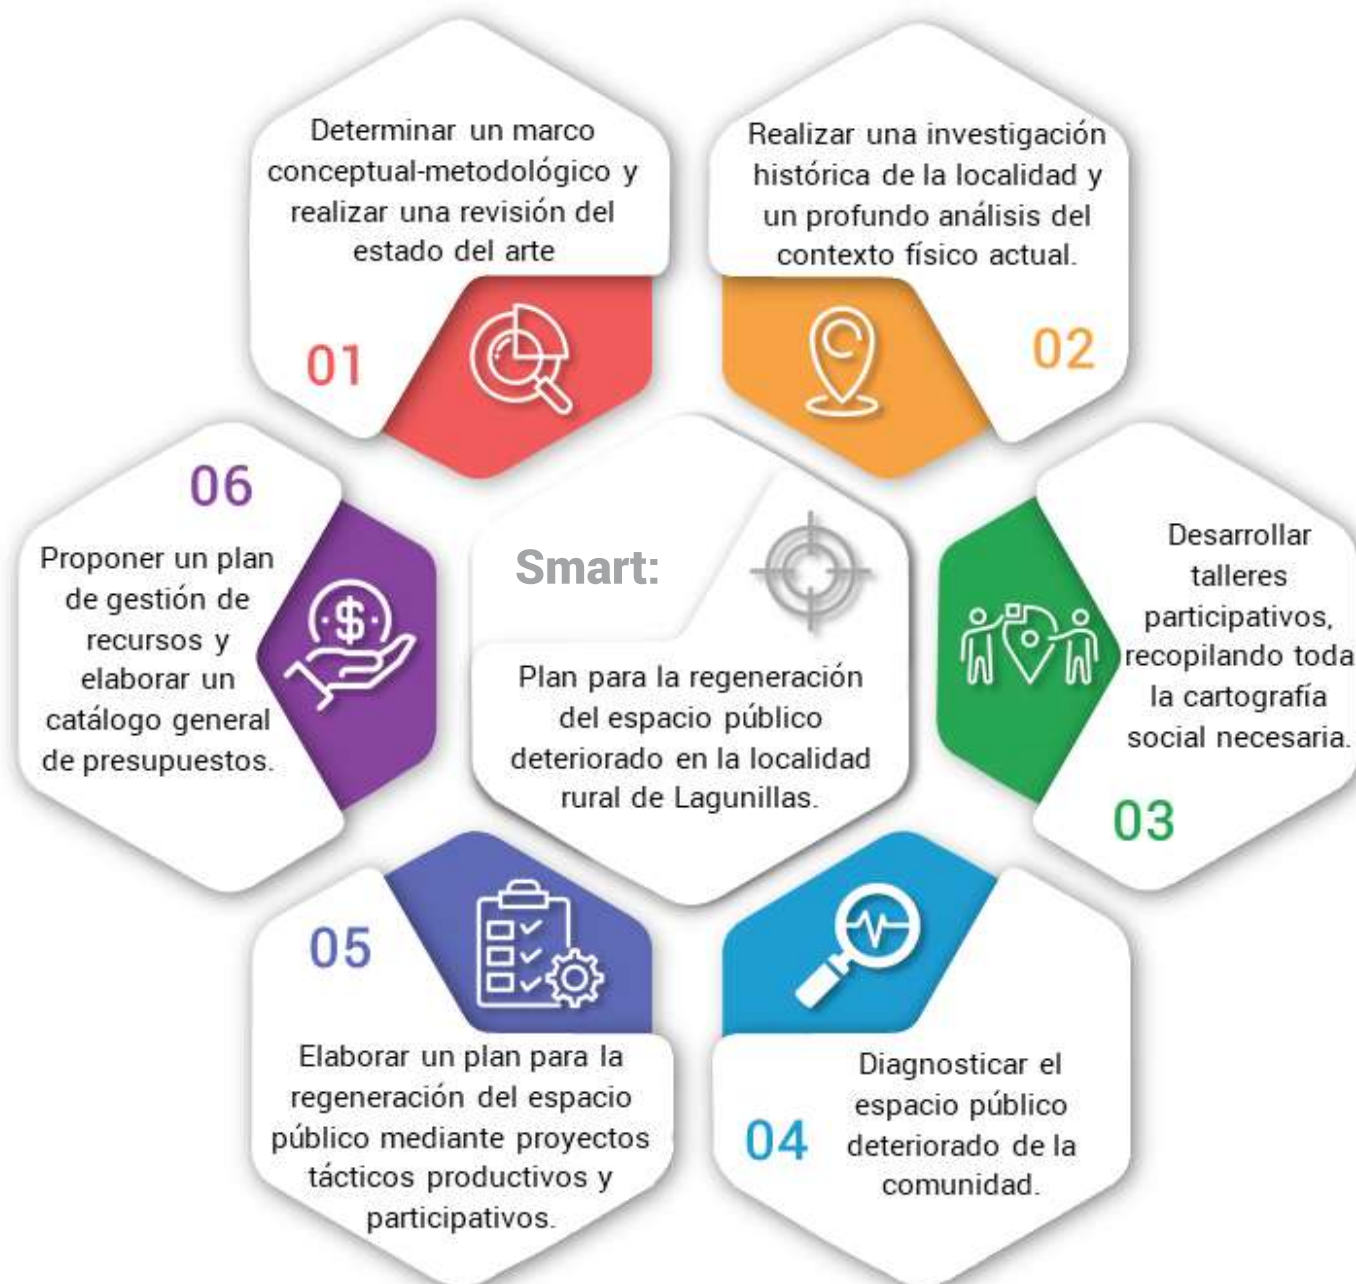 Determinar un marco
conceptual-metodológico y
realizar una revisión del
estado del arte
01
Realizar una investigación
histórica de la localidad y
un profundo análisis del
contexto físico actual.
02
Desarrollar
talleres
participativos,
recopilando toda
la cartografía
social necesaria.
03
Diagnosticar el
espacio público
deteriorado de la
comunidad.
04
05
Elaborar un plan para la
regeneración del espacio
público mediante proyectos
tácticos productivos y
participativos.
06
Proponer un plan
de gestión de
recursos y
elaborar un
catálogo general
de presupuestos.
$
Smart:
Plan para la regeneración
del espacio público
deteriorado en la localidad
rural de Lagunillas.